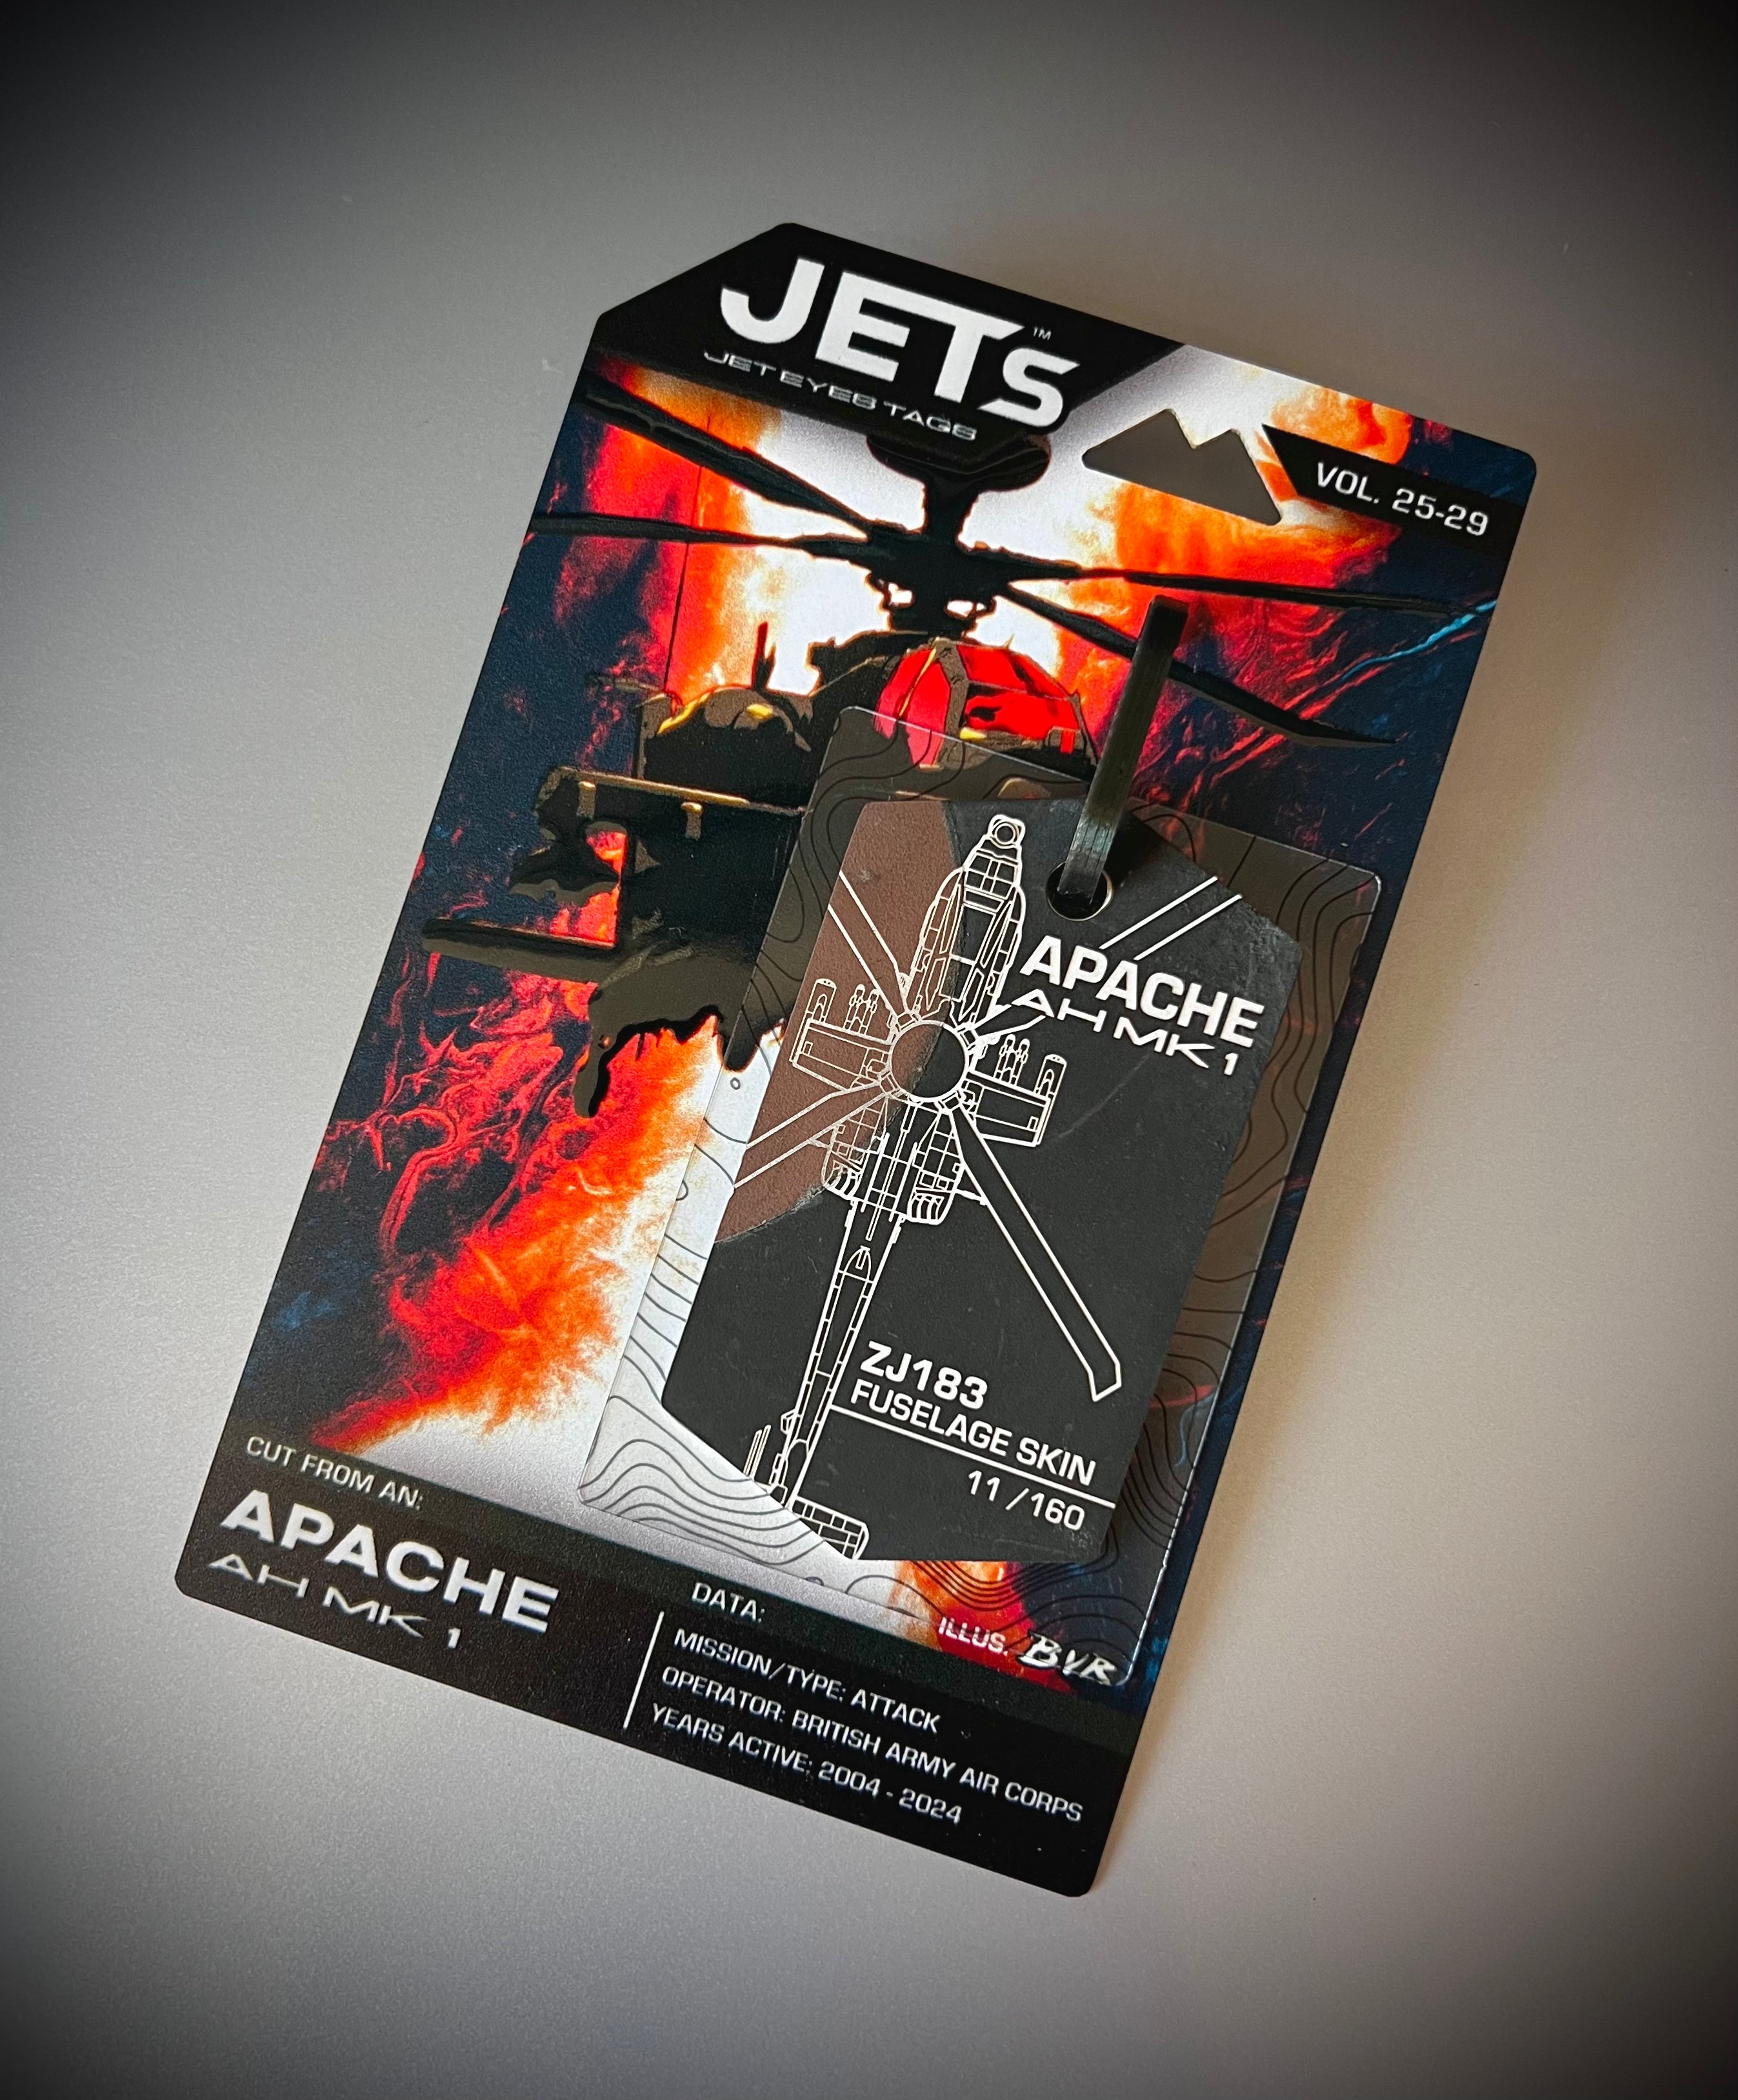 JETs™
JET EYES TAGS
VOL. 25-29
APACHE
AH MK 1
ZJ183
FUSELAGE SKIN
11/160
CUT FROM AN:
APACHE
AH MK 1
DATA:
MISSION/TYPE: ATTACK
OPERATOR: BRITISH ARMY AIR CORPS
YEARS ACTIVE: 2004 - 2024
ILLUS. BVR